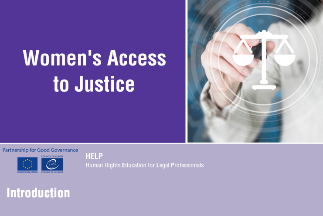 Women's Access
to Justice
Partnership for Good Governance
HELP
Human Rights Education for Legal Professionals
Introduction